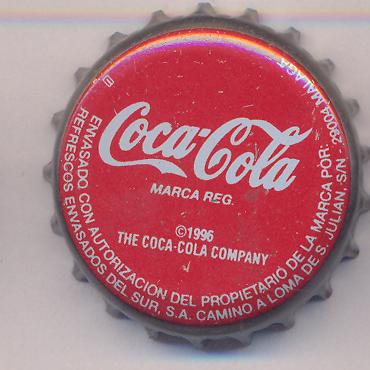 Coca-Cola
MARCA REG.
©1996
THE COCA-COLA COMPANY
ENVASADO, CON AUTORIZACION DEL PROPIETARIO DE LA MARCA POR:
REFRESCOS ENVASADOS DEL SUR, S.A. CAMINO A LOMA DE S. JULIAN, S/N
29004 MALAGA